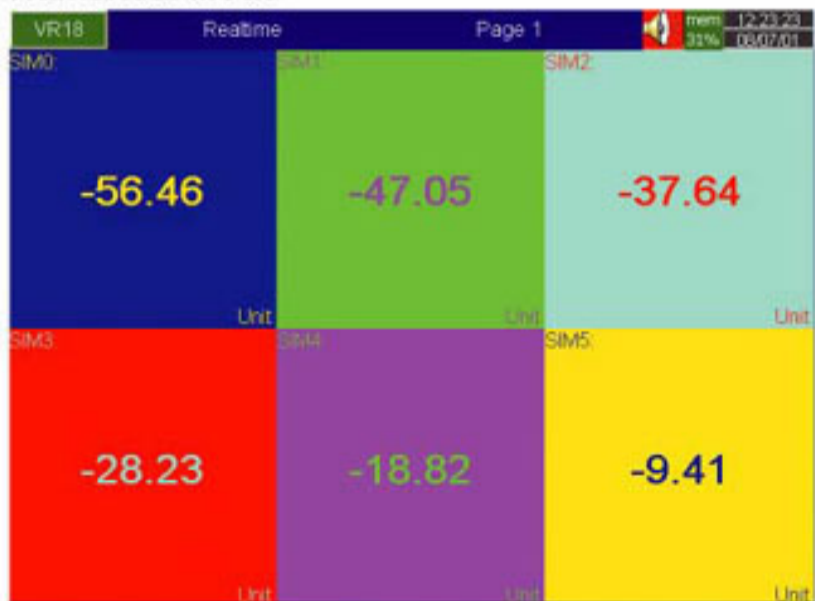 VR18 Realtime Page 1 mem 12:23:23
31% 08/07/01
SIM0: SIM1: SIM2:
-56.46 -47.05 -37.64
Unit Unit Unit
SIM3: SIM4: SIM5:
-28.23 -18.82 -9.41
Unit Unit Unit